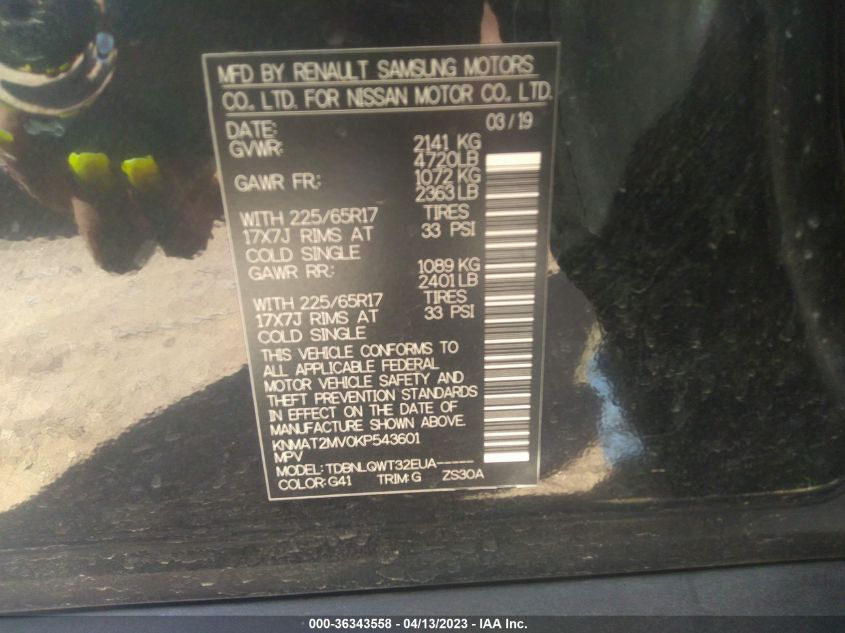 MFD BY RENAULT SAMSUNG MOTORS
CO., LTD. FOR NISSAN MOTOR CO., LTD.
DATE: 03/19
GVWR: 2141 KG
4720LB
GAWR FR: 1072 KG
2363 LB
WITH 225/65R17 TIRES
17X7J RIMS AT 33 PSI
COLD SINGLE
GAWR RR: 1089 KG
2401 LB
WITH 225/65R17 TIRES
17X7J RIMS AT 33 PSI
COLD SINGLE
THIS VEHICLE CONFORMS TO
ALL APPLICABLE FEDERAL
MOTOR VEHICLE SAFETY AND
THEFT PREVENTION STANDARDS
IN EFFECT ON THE DATE OF
MANUFACTURE SHOWN ABOVE.
KNMAT2MV0KP543601
MPV
MODEL: TDBNLQWT32EUA-----
COLOR: G41 TRIM: G ZS30A
000-36343558 - 04/13/2023 - IAA Inc.